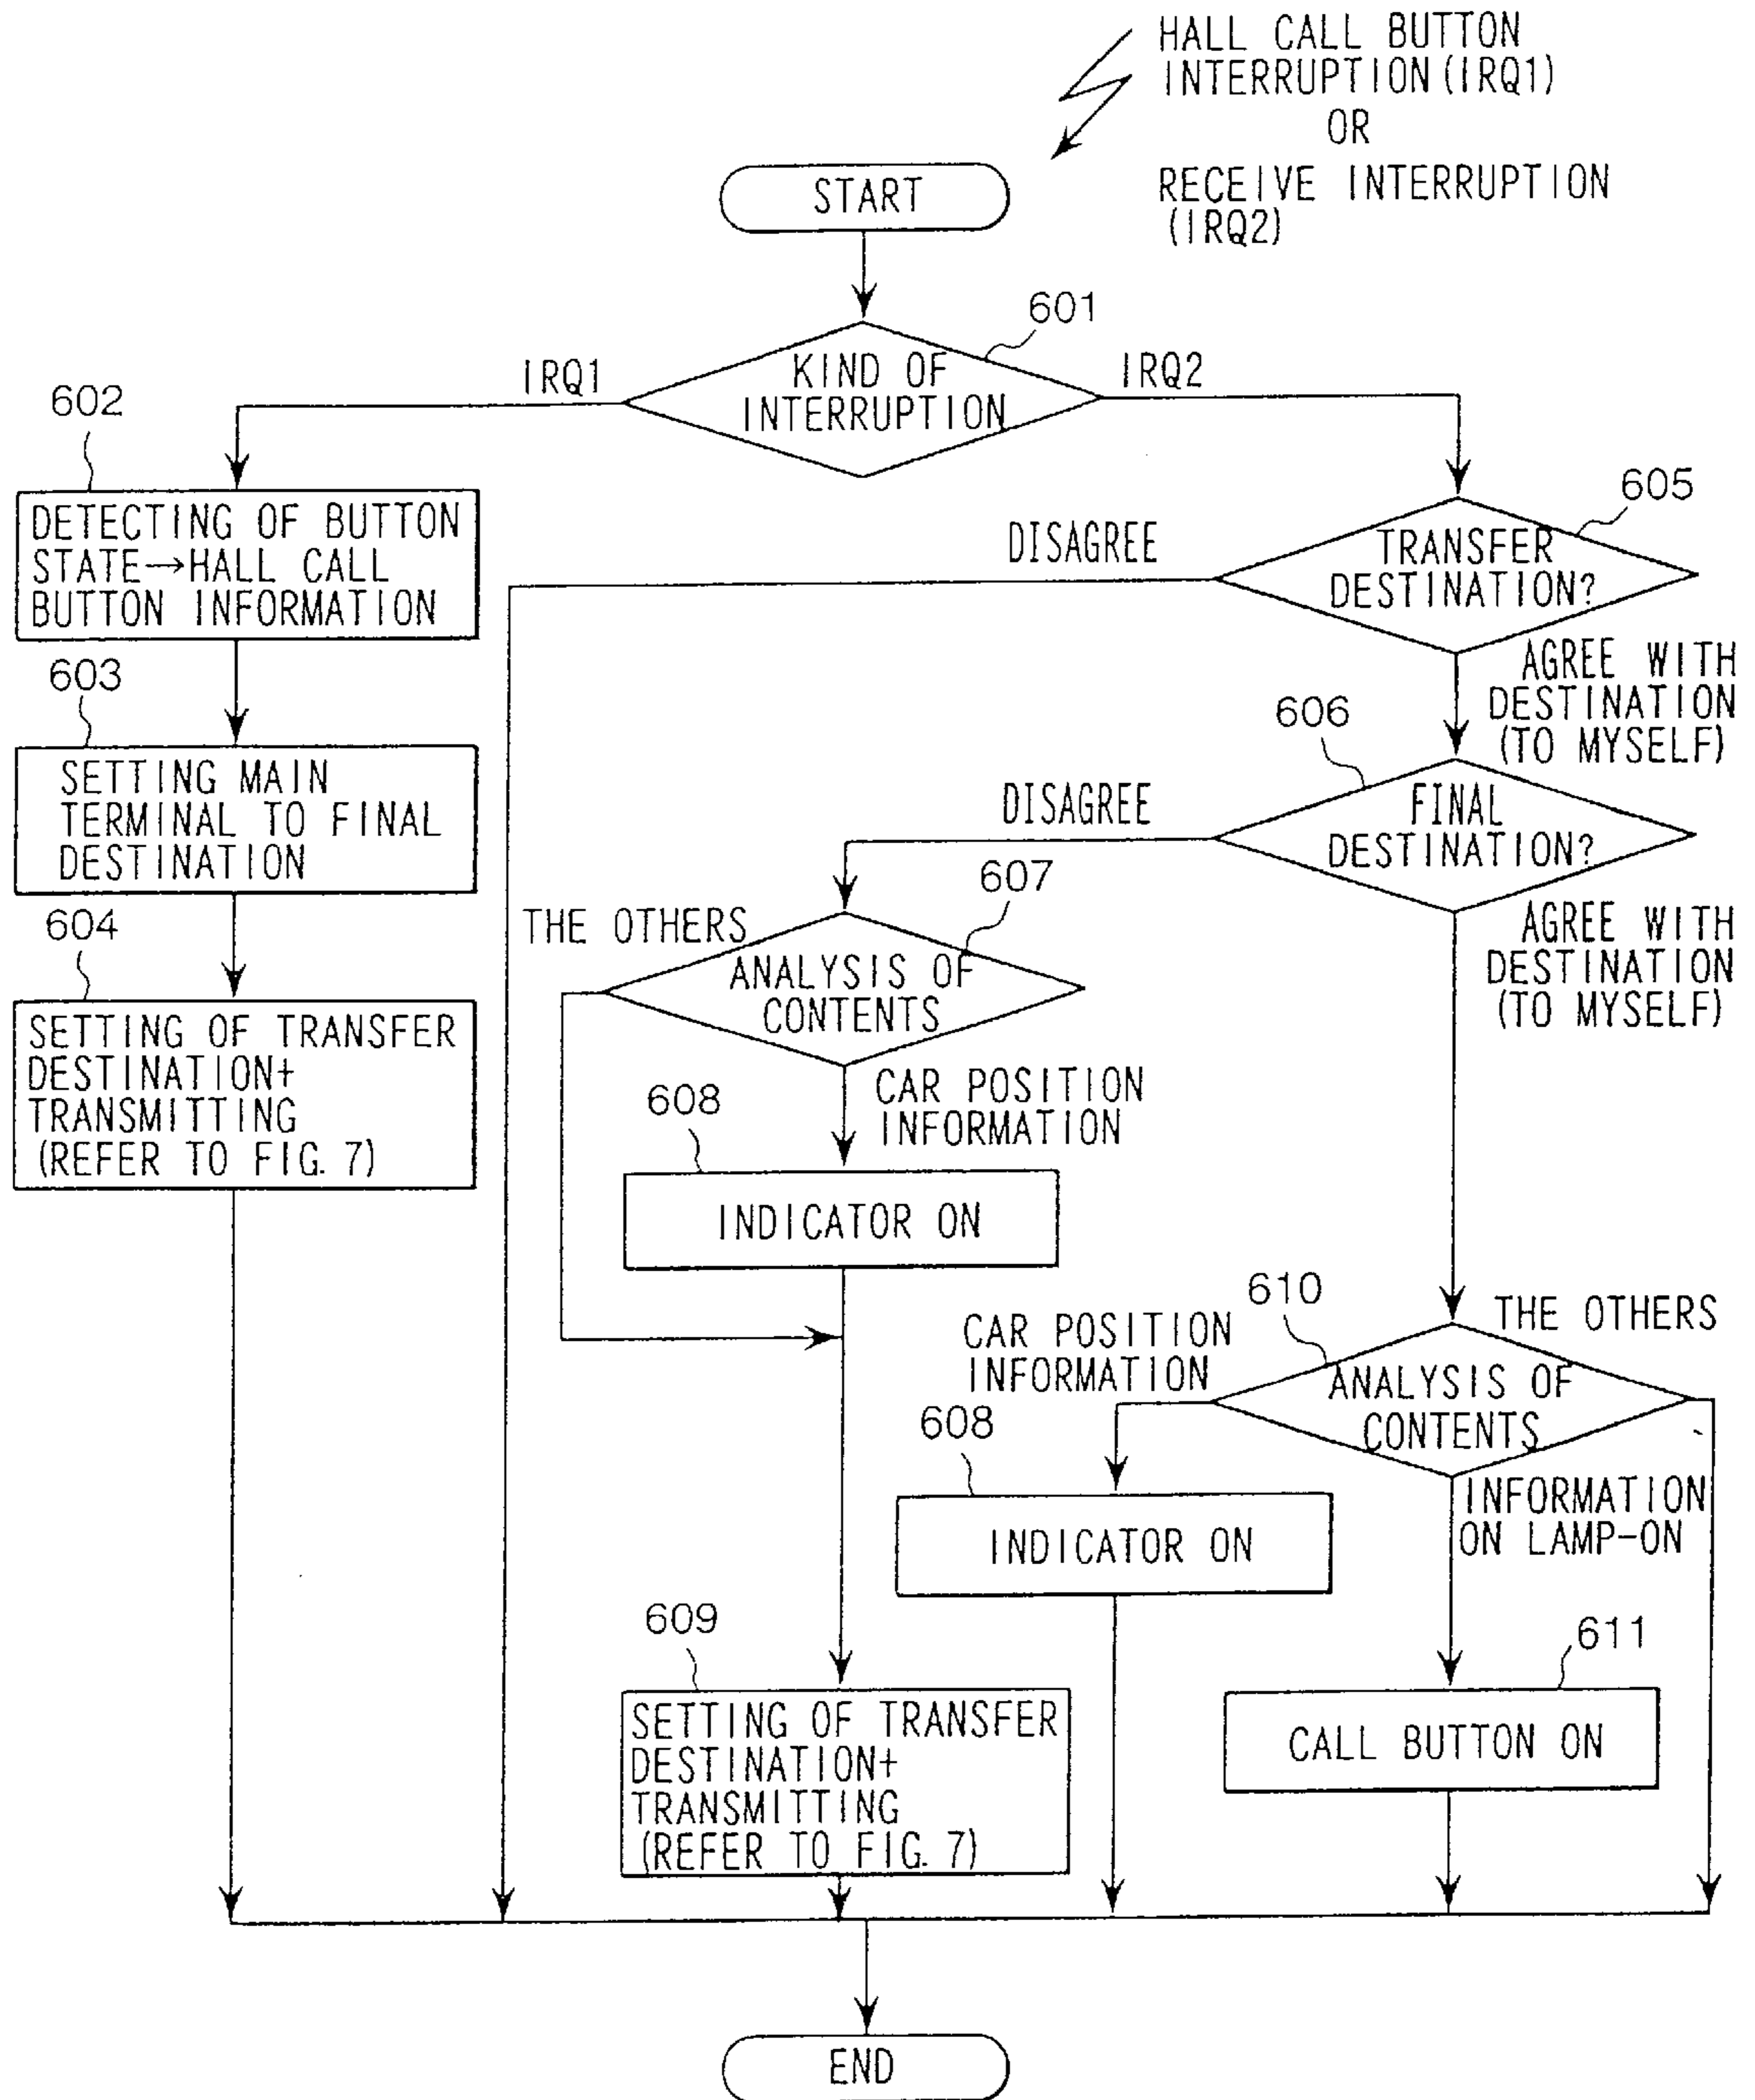 HALL CALL BUTTON
INTERRUPTION (IRQ1)
OR
RECEIVE INTERRUPTION
(IRQ2)
START
601
KIND OF
INTERRUPTION
IRQ1
IRQ2
602
DETECTING OF BUTTON
STATE→HALL CALL
BUTTON INFORMATION
603
SETTING MAIN
TERMINAL TO FINAL
DESTINATION
604
SETTING OF TRANSFER
DESTINATION+
TRANSMITTING
(REFER TO FIG. 7)
605
TRANSFER
DESTINATION?
DISAGREE
AGREE WITH
DESTINATION
(TO MYSELF)
606
FINAL
DESTINATION?
DISAGREE
AGREE WITH
DESTINATION
(TO MYSELF)
607
THE OTHERS
ANALYSIS OF
CONTENTS
CAR POSITION
INFORMATION
608
INDICATOR ON
610
THE OTHERS
CAR POSITION
INFORMATION
ANALYSIS OF
CONTENTS
608
INDICATOR ON
INFORMATION
ON LAMP-ON
609
SETTING OF TRANSFER
DESTINATION+
TRANSMITTING
(REFER TO FIG. 7)
611
CALL BUTTON ON
END